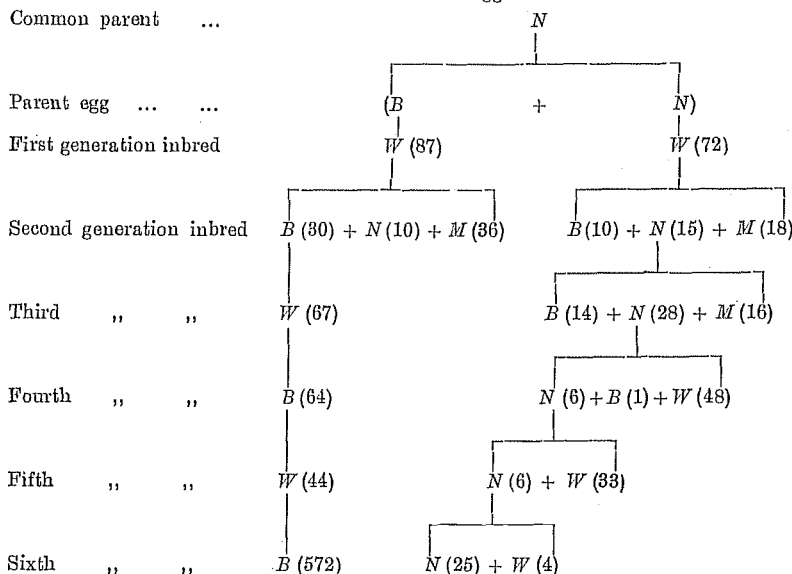 Common parent ... N
Parent egg ... ... (B + N)
First generation inbred W (87) W (72)
Second generation inbred B (30) + N (10) + M (36) B (10) + N (15) + M (18)
Third ,, ,, W (67) B (14) + N (28) + M (16)
Fourth ,, ,, B (64) N (6) + B (1) + W (48)
Fifth ,, ,, W (44) N (6) + W (33)
Sixth ,, ,, B (572) N (25) + W (4)